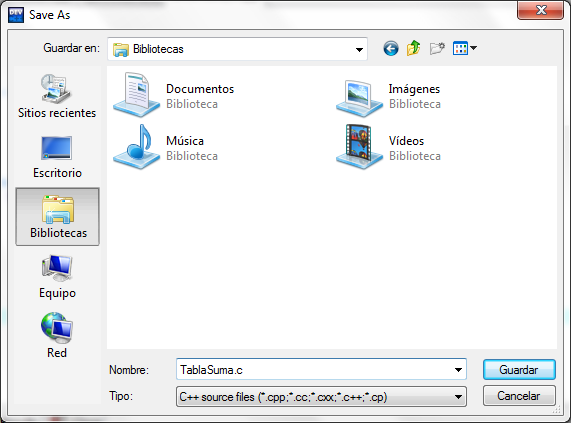 DEV
Save As
Guardar en:
Bibliotecas
Sitios recientes
Escritorio
Bibliotecas
Equipo
Red
Documentos
Biblioteca
Imágenes
Biblioteca
Música
Biblioteca
Vídeos
Biblioteca
Nombre:
TablaSuma.c
Guardar
Tipo:
C++ source files (*.cpp;*.cc;*.cxx;*.c++;*.cp)
Cancelar